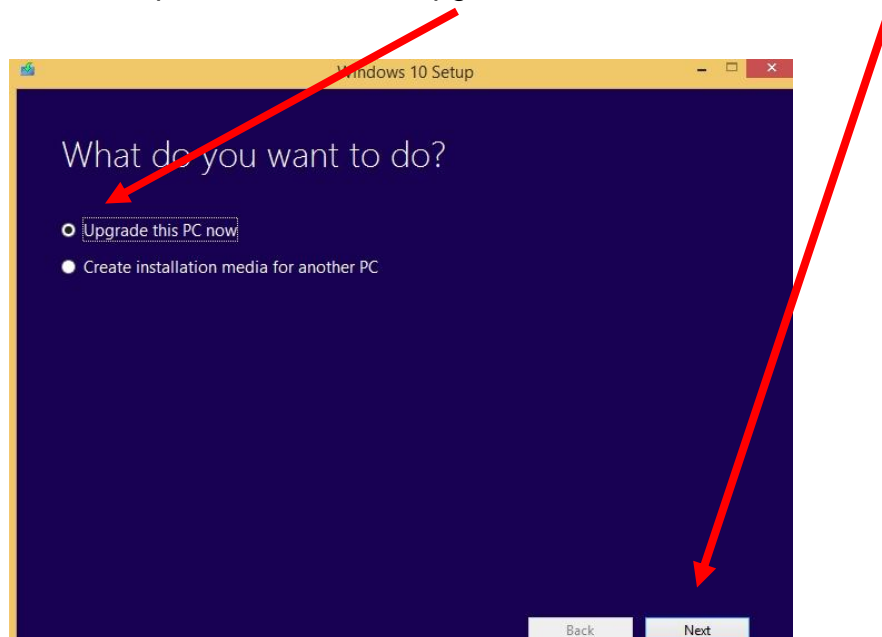 Windows 10 Setup
What do you want to do?
Upgrade this PC now
Create installation media for another PC
Back
Next